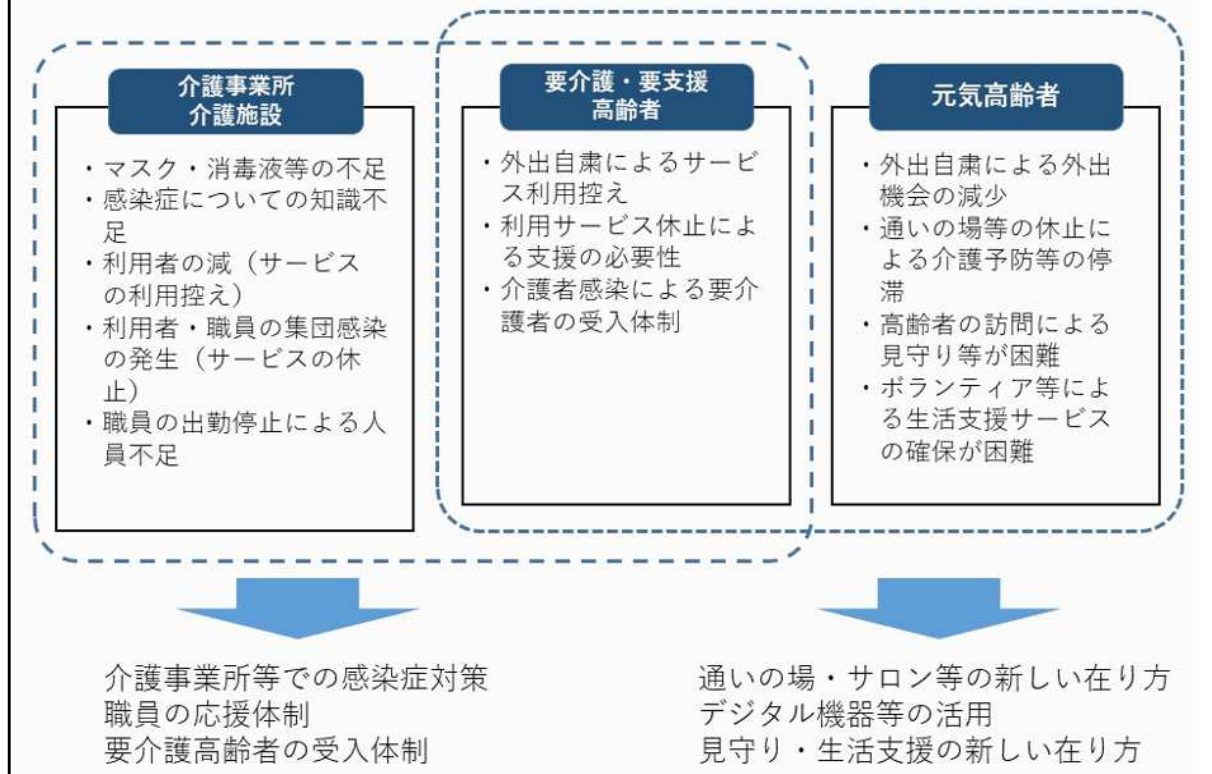 介護事業所
介護施設
・マスク・消毒液等の不足
・感染症についての知識不
足
・利用者の減（サービス
の利用控え）
・利用者・職員の集団感染
の発生（サービスの休
止）
・職員の出勤停止による人
員不足
要介護・要支援
高齢者
・外出自粛によるサービ
ス利用控え
・利用サービス休止によ
る支援の必要性
・介護者感染による要介
護者の受入体制
元気高齢者
・外出自粛による外出
機会の減少
・通いの場等の休止に
よる介護予防等の停
滞
・高齢者の訪問による
見守り等が困難
・ボランティア等によ
る生活支援サービス
の確保が困難
介護事業所等での感染症対策
職員の応援体制
要介護高齢者の受入体制
通いの場・サロン等の新しい在り方
デジタル機器等の活用
見守り・生活支援の新しい在り方